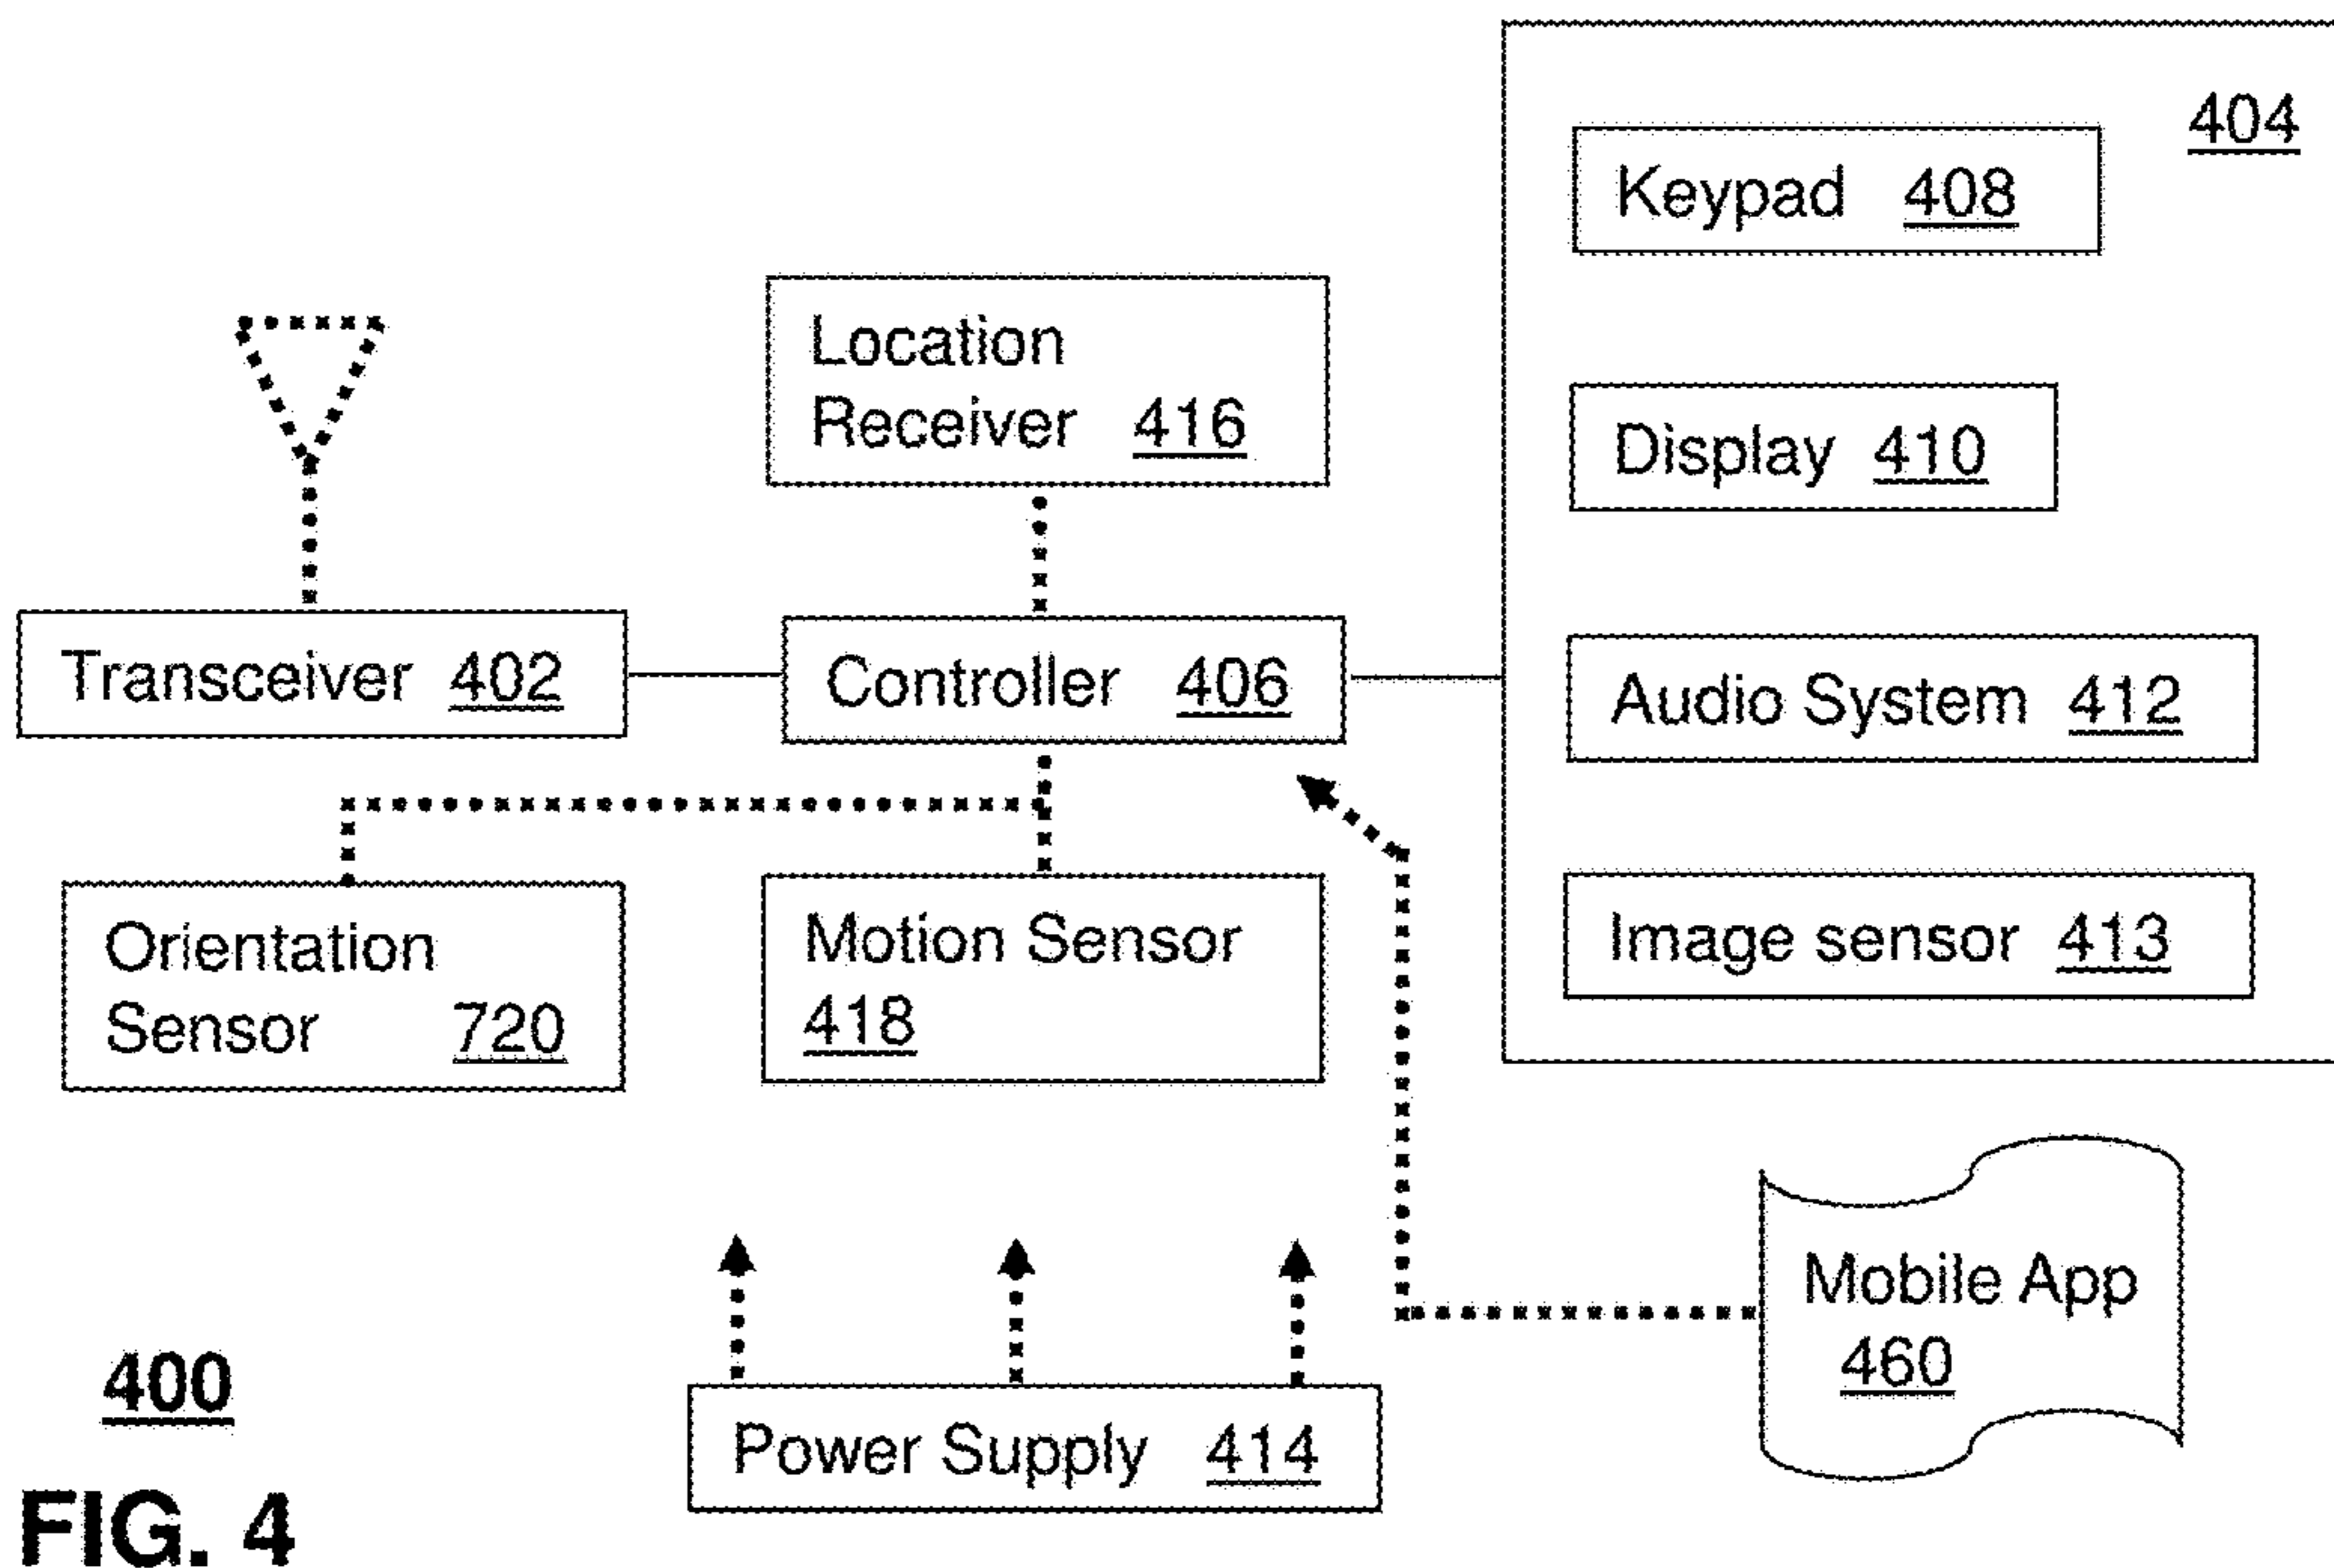 404
Keypad 408
Location
Receiver 416
Display 410
Transceiver 402
Controller 406
Audio System 412
Orientation
Sensor 720
Motion Sensor
418
Image sensor 413
Mobile App
460
Power Supply 414
400
FIG. 4